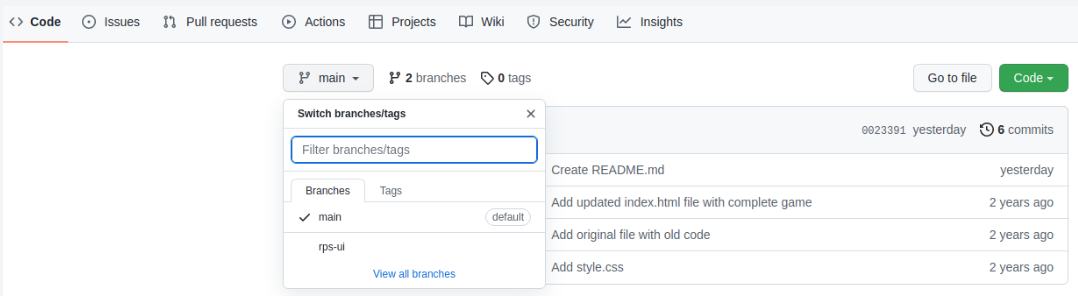 Code Issues Pull requests Actions Projects Wiki Security Insights
main 2 branches 0 tags Go to file Code
Switch branches/tags
0023391 yesterday 6 commits
Filter branches/tags
Create README.md yesterday
Branches Tags
Add updated index.html file with complete game 2 years ago
main default
Add original file with old code 2 years ago
rps-ui
Add style.css 2 years ago
View all branches